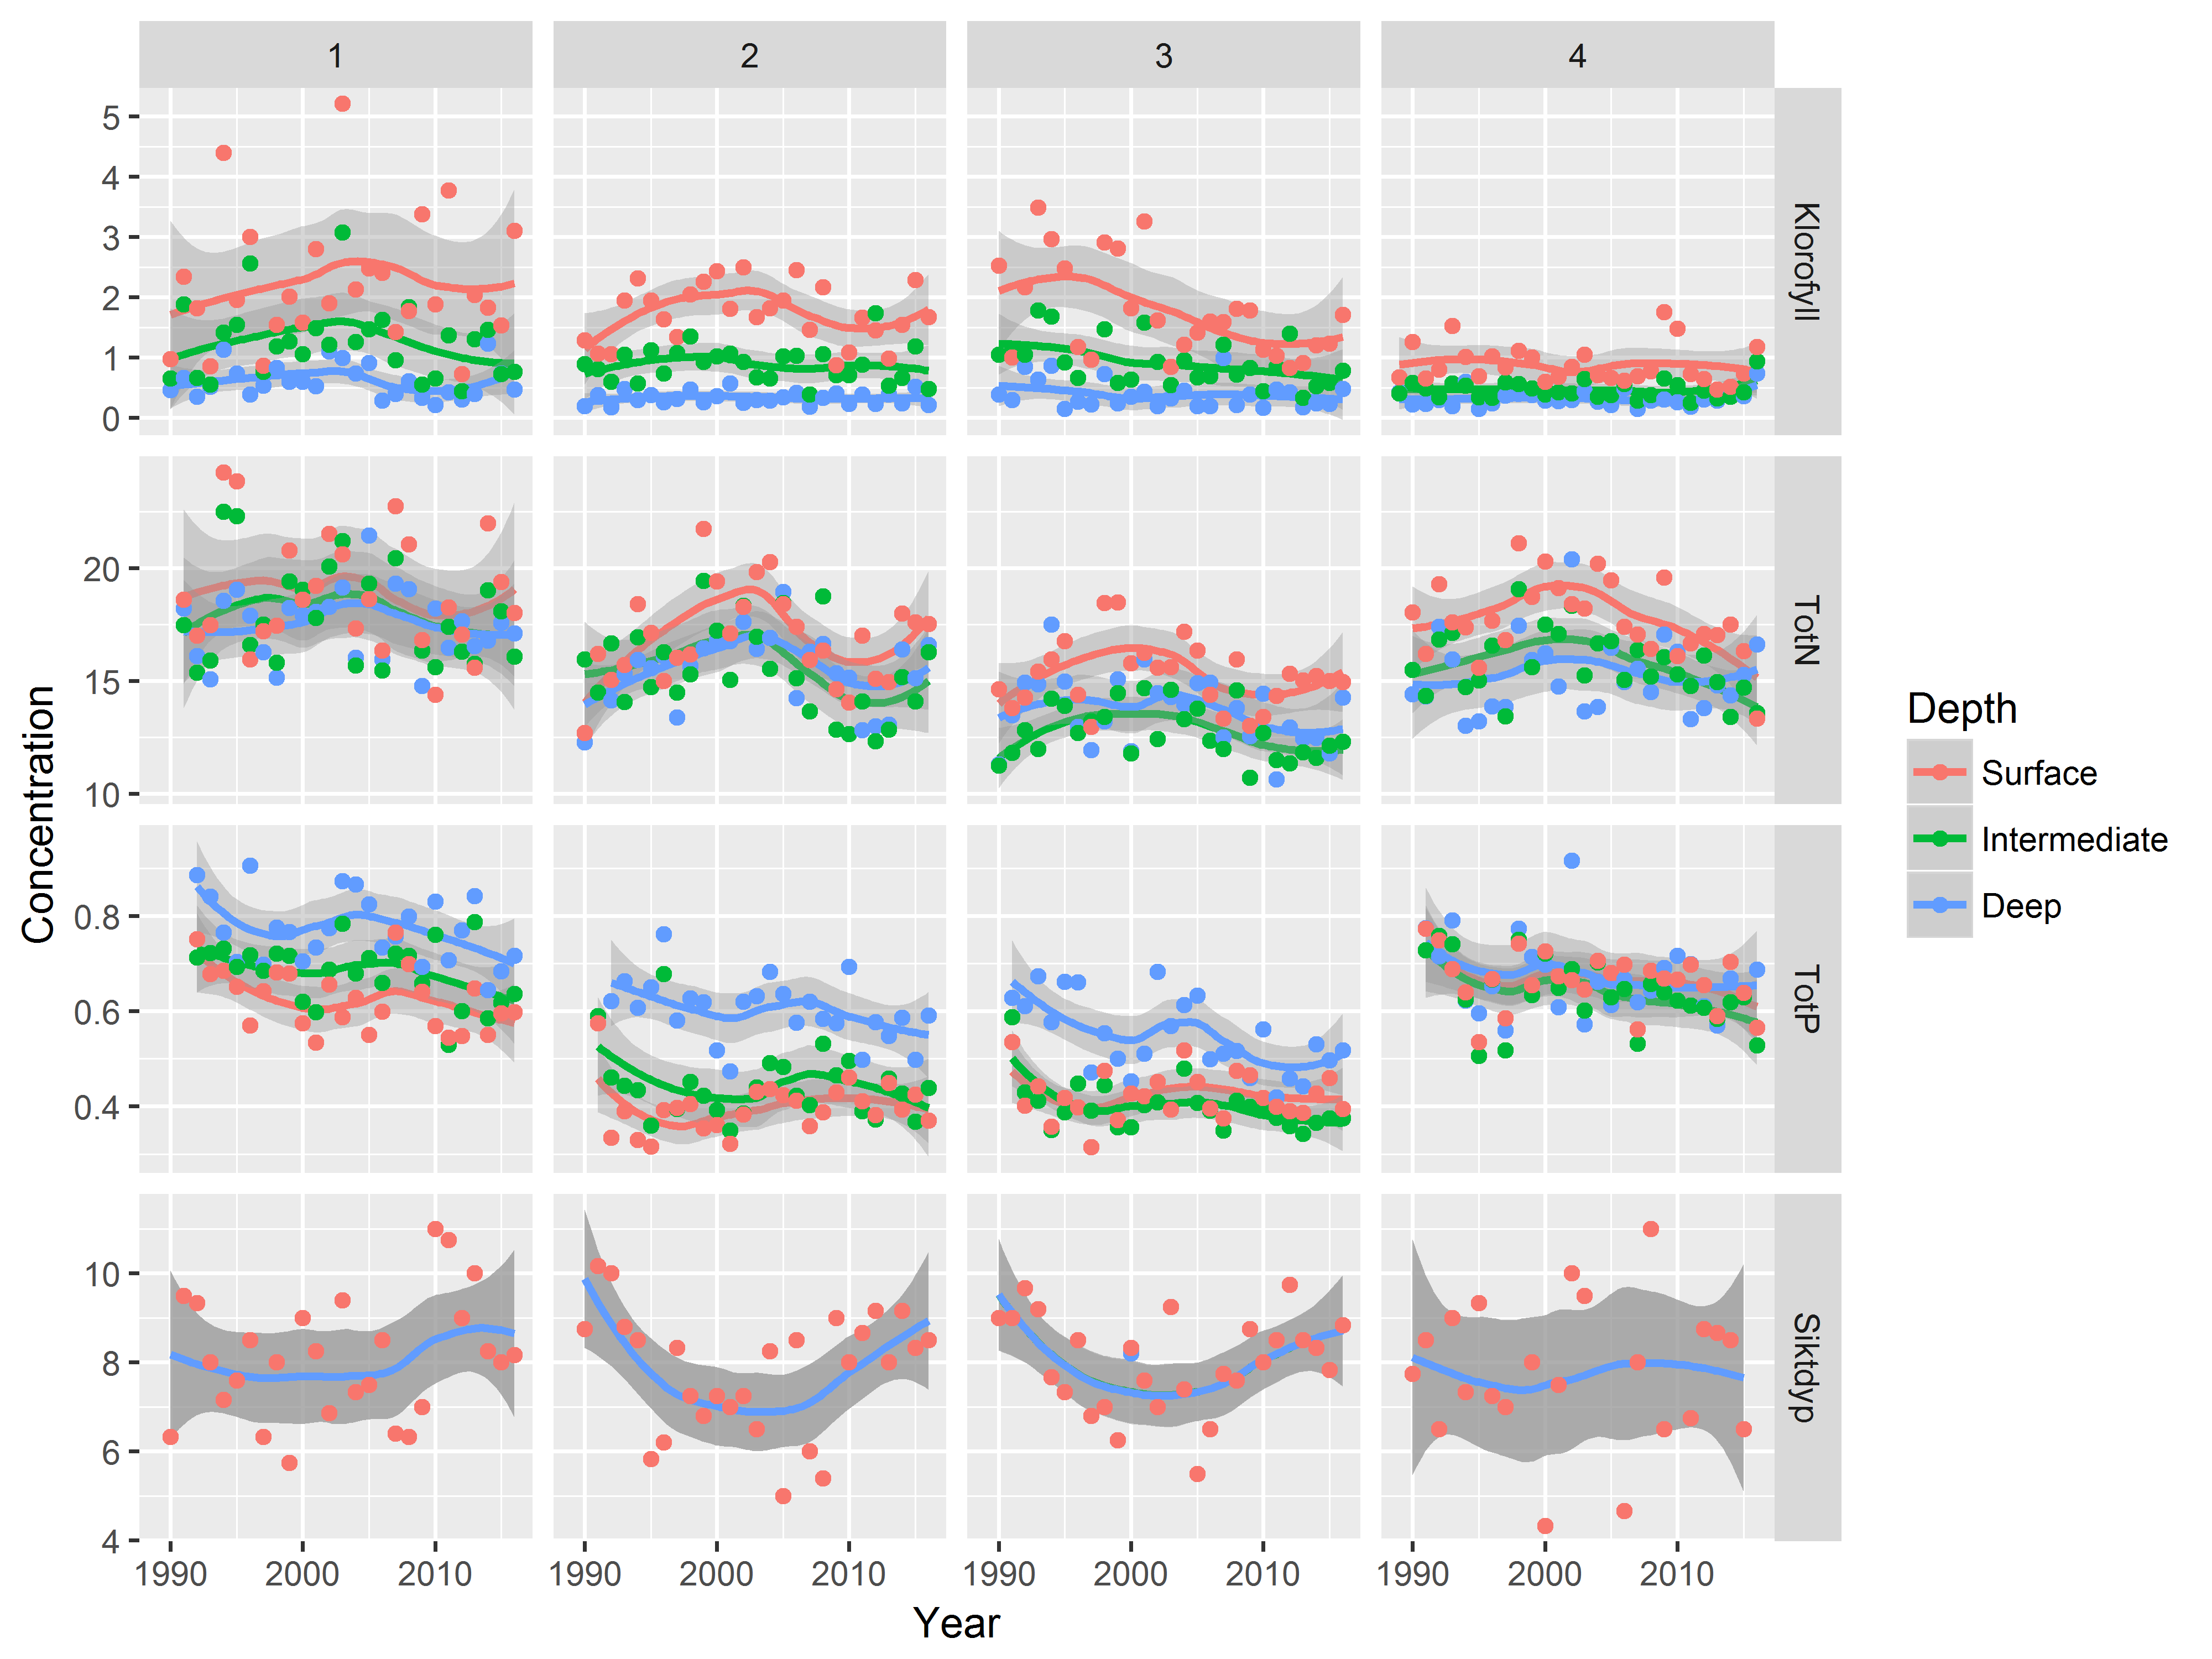 1 2 3 4
5
4
3
2
1
0
Klorofyll
20
15
10
TotN
0.8
0.6
0.4
TotP
10
8
6
4
Siktdyp
1990 2000 2010 1990 2000 2010 1990 2000 2010 1990 2000 2010
Year
Concentration
Depth
Surface
Intermediate
Deep